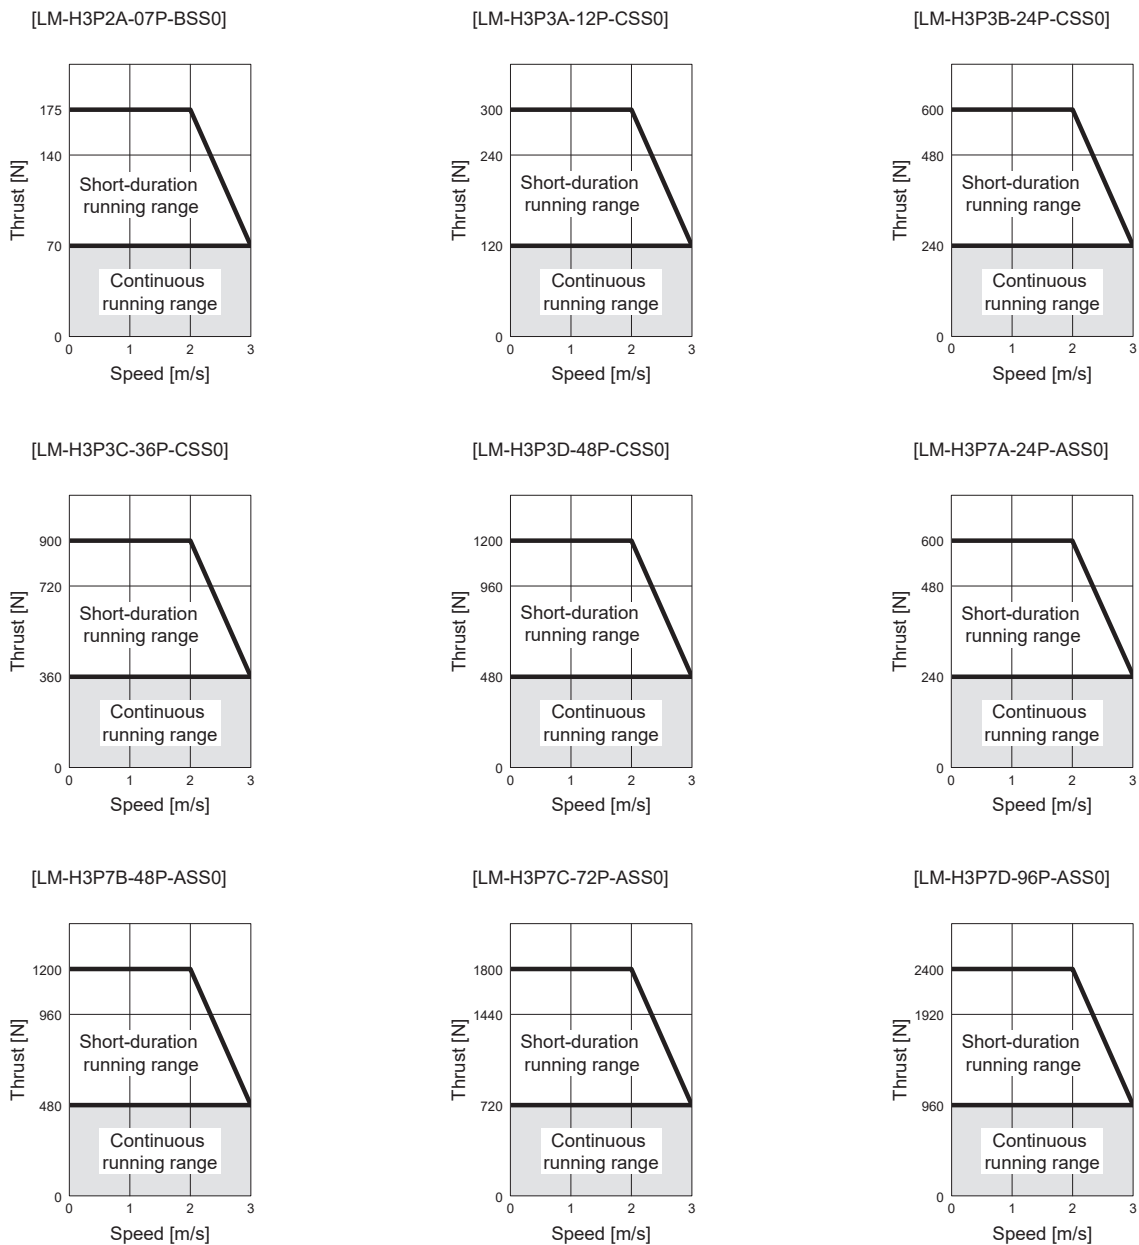 [LM-H3P2A-07P-BSS0]
175
140
70
0
Thrust [N]
Short-duration
running range
Continuous
running range
0 1 2 3
Speed [m/s]
[LM-H3P3A-12P-CSS0]
300
240
120
0
Thrust [N]
Short-duration
running range
Continuous
running range
0 1 2 3
Speed [m/s]
[LM-H3P3B-24P-CSS0]
600
480
240
0
Thrust [N]
Short-duration
running range
Continuous
running range
0 1 2 3
Speed [m/s]
[LM-H3P3C-36P-CSS0]
900
720
360
0
Thrust [N]
Short-duration
running range
Continuous
running range
0 1 2 3
Speed [m/s]
[LM-H3P3D-48P-CSS0]
1200
960
480
0
Thrust [N]
Short-duration
running range
Continuous
running range
0 1 2 3
Speed [m/s]
[LM-H3P7A-24P-ASS0]
600
480
240
0
Thrust [N]
Short-duration
running range
Continuous
running range
0 1 2 3
Speed [m/s]
[LM-H3P7B-48P-ASS0]
1200
960
480
0
Thrust [N]
Short-duration
running range
Continuous
running range
0 1 2 3
Speed [m/s]
[LM-H3P7C-72P-ASS0]
1800
1440
720
0
Thrust [N]
Short-duration
running range
Continuous
running range
0 1 2 3
Speed [m/s]
[LM-H3P7D-96P-ASS0]
2400
1920
960
0
Thrust [N]
Short-duration
running range
Continuous
running range
0 1 2 3
Speed [m/s]